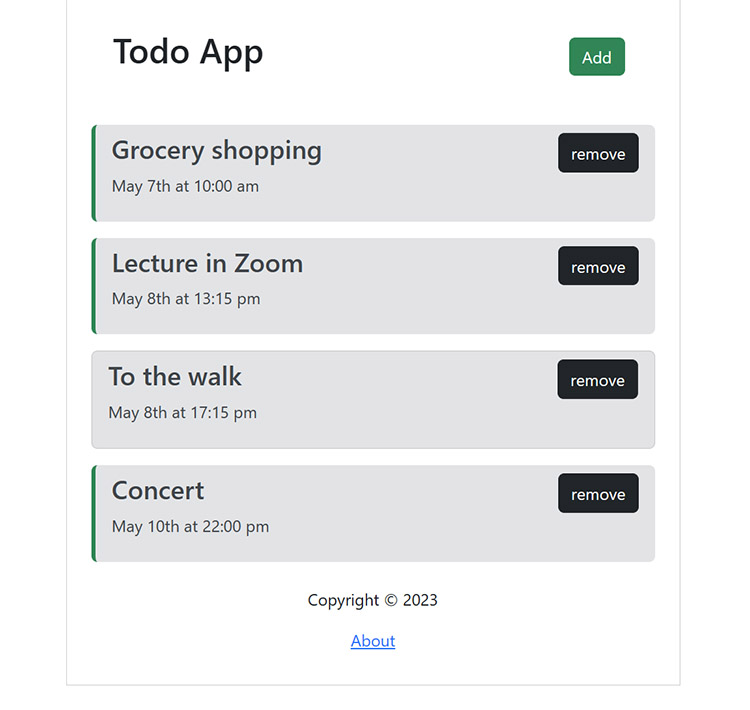 Todo App
Add
Grocery shopping
remove
May 7th at 10:00 am
Lecture in Zoom
remove
May 8th at 13:15 pm
To the walk
remove
May 8th at 17:15 pm
Concert
remove
May 10th at 22:00 pm
Copyright © 2023
About